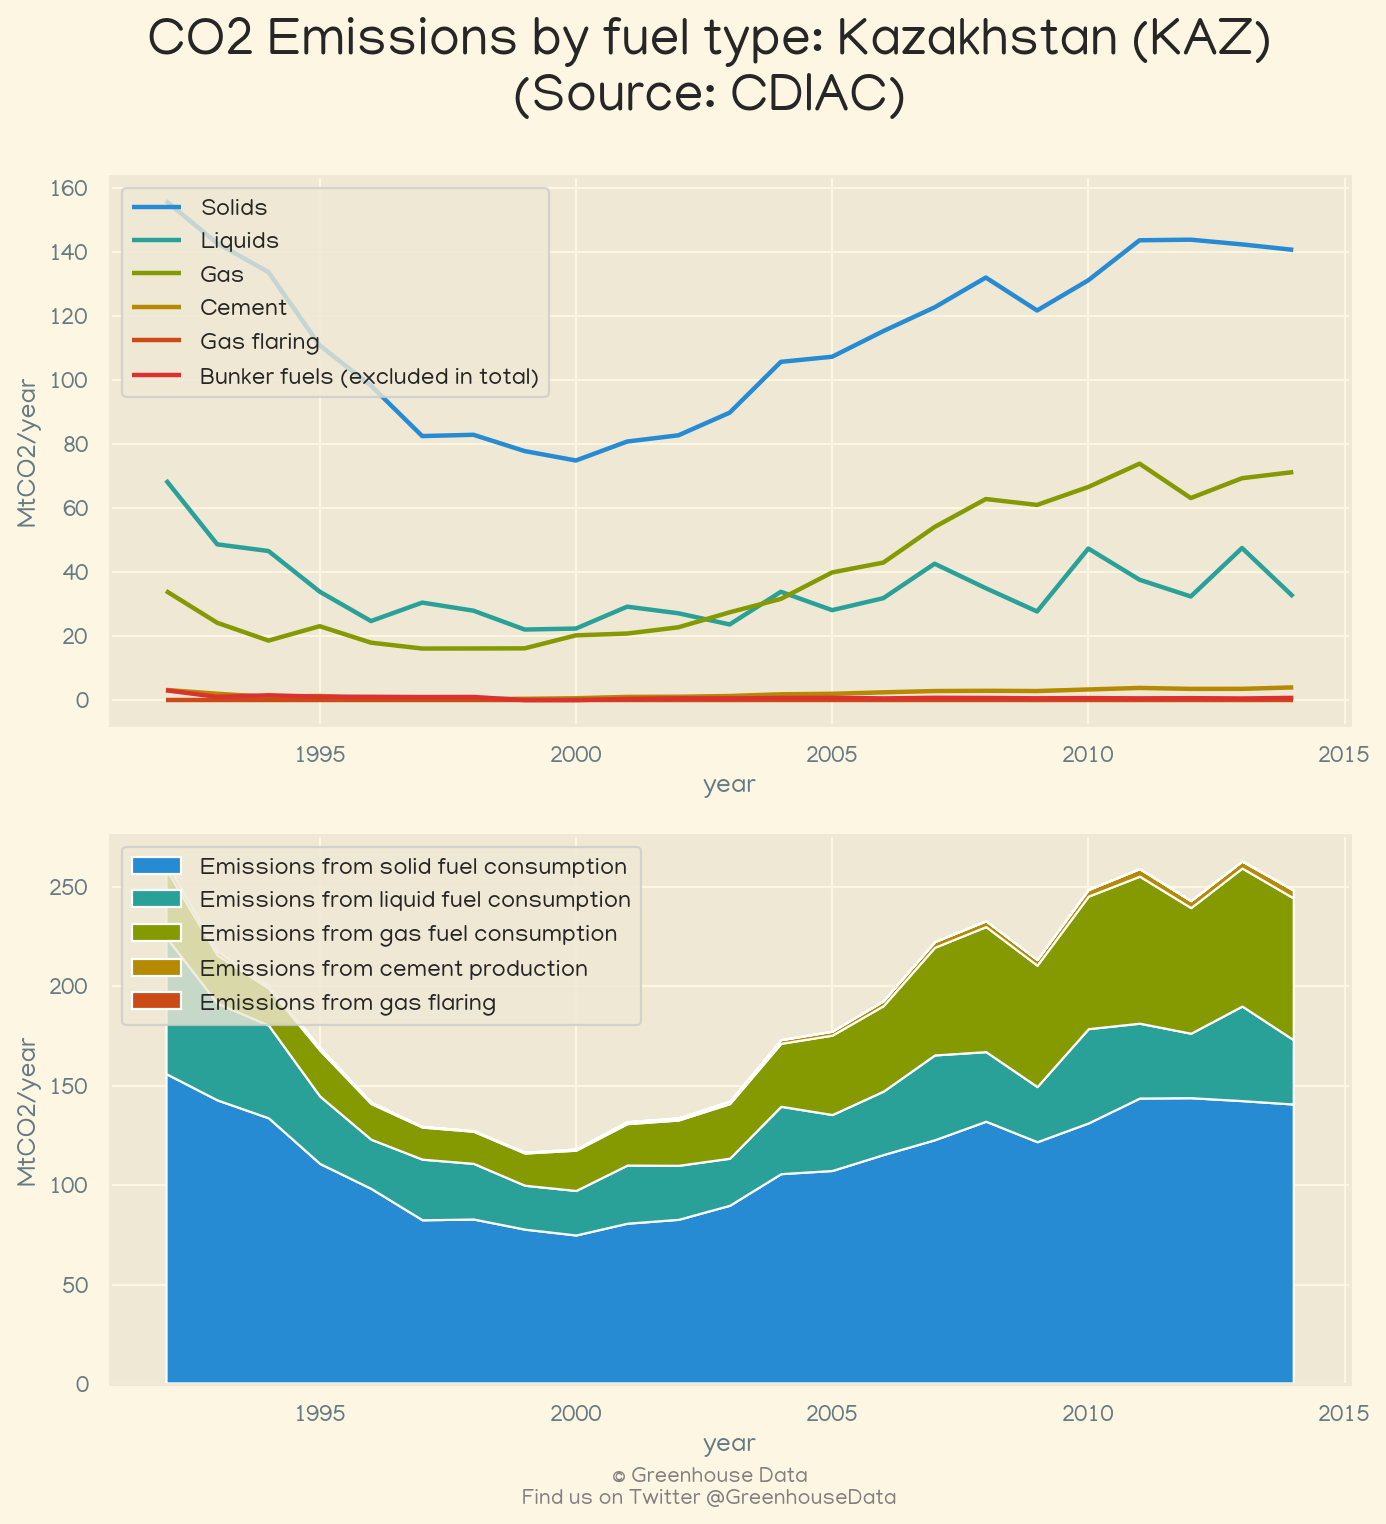 CO2 Emissions by fuel type: Kazakhstan (KAZ)
(Source: CDIAC)
160
140
120
100
80
60
40
20
0
MtCO2/year
Solids
Liquids
Gas
Cement
Gas flaring
Bunker fuels (excluded in total)
1995 2000 2005 2010 2015
year
250
200
150
100
50
0
MtCO2/year
Emissions from solid fuel consumption
Emissions from liquid fuel consumption
Emissions from gas fuel consumption
Emissions from cement production
Emissions from gas flaring
1995 2000 2005 2010 2015
year
© Greenhouse Data
Find us on Twitter @GreenhouseData